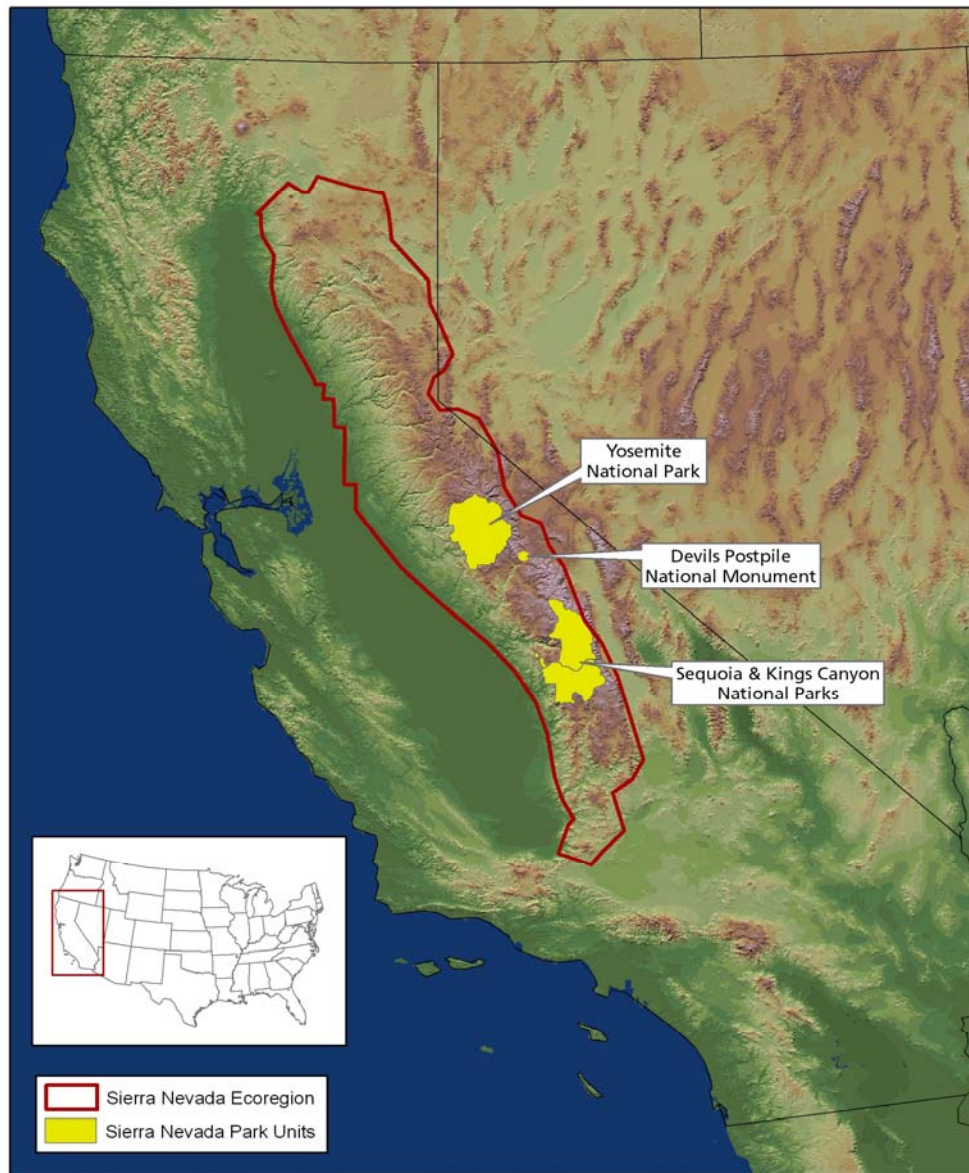 Yosemite
National Park
Devils Postpile
National Monument
Sequoia & Kings Canyon
National Parks
Sierra Nevada Ecoregion
Sierra Nevada Park Units